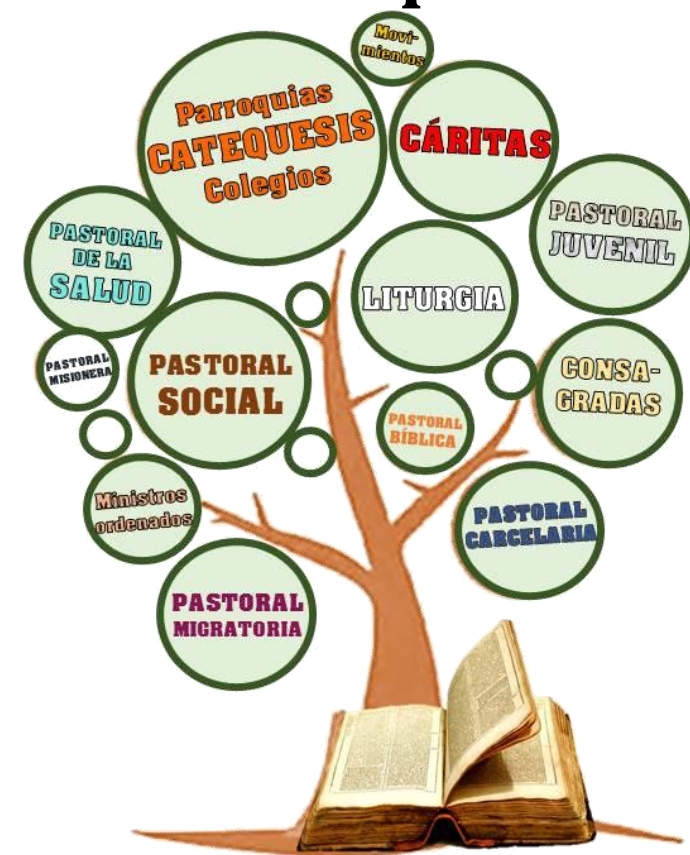 Movi-
mientos
Parroquias
CATEQUESIS
Colegios
CÁRITAS
PASTORAL
JUVENIL
PASTORAL
DE LA
SALUD
LITURGIA
PASTORAL
MISIONERA
PASTORAL
SOCIAL
CONSA-
GRADAS
PASTORAL
BÍBLICA
Ministros
ordenados
PASTORAL
CARCELARIA
PASTORAL
MIGRATORIA